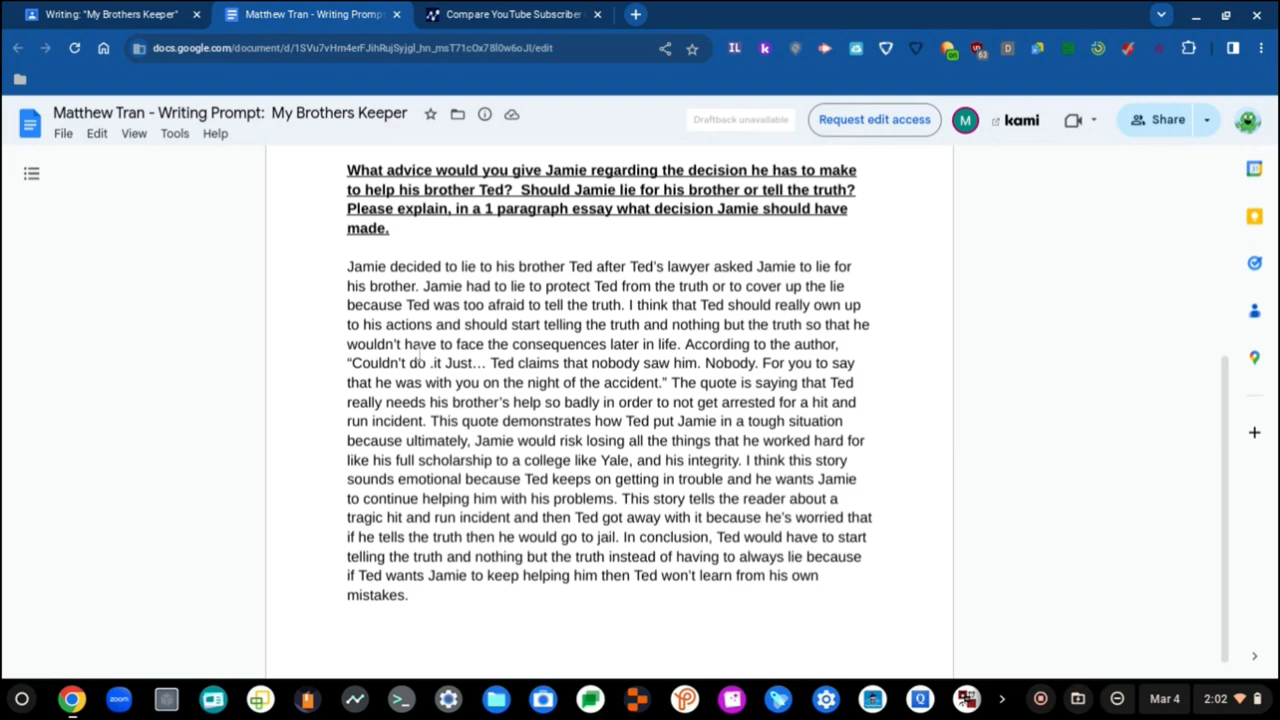 Writing: "My Brothers Keeper"
Matthew Tran - Writing Promp
Compare YouTube Subscriber
docs.google.com/document/d/1SVu7vHm4erFJihRujSyjgl_hn_msT71cOx78l0w6oJI/edit
Matthew Tran - Writing Prompt:  My Brothers Keeper
File Edit View Tools Help
Draftback unavailable
Request edit access
M
kami
Share
What advice would you give Jamie regarding the decision he has to make
to help his brother Ted?  Should Jamie lie for his brother or tell the truth?
Please explain, in a 1 paragraph essay what decision Jamie should have
made.
Jamie decided to lie to his brother Ted after Ted’s lawyer asked Jamie to lie for
his brother. Jamie had to lie to protect Ted from the truth or to cover up the lie
because Ted was too afraid to tell the truth. I think that Ted should really own up
to his actions and should start telling the truth and nothing but the truth so that he
wouldn’t have to face the consequences later in life. According to the author,
“Couldn’t do .it Just… Ted claims that nobody saw him. Nobody. For you to say
that he was with you on the night of the accident.” The quote is saying that Ted
really needs his brother’s help so badly in order to not get arrested for a hit and
run incident. This quote demonstrates how Ted put Jamie in a tough situation
because ultimately, Jamie would risk losing all the things that he worked hard for
like his full scholarship to a college like Yale, and his integrity. I think this story
sounds emotional because Ted keeps on getting in trouble and he wants Jamie
to continue helping him with his problems. This story tells the reader about a
tragic hit and run incident and then Ted got away with it because he’s worried that
if he tells the truth then he would go to jail. In conclusion, Ted would have to start
telling the truth and nothing but the truth instead of having to always lie because
if Ted wants Jamie to keep helping him then Ted won’t learn from his own
mistakes.
zoom
Mar 4
2:02